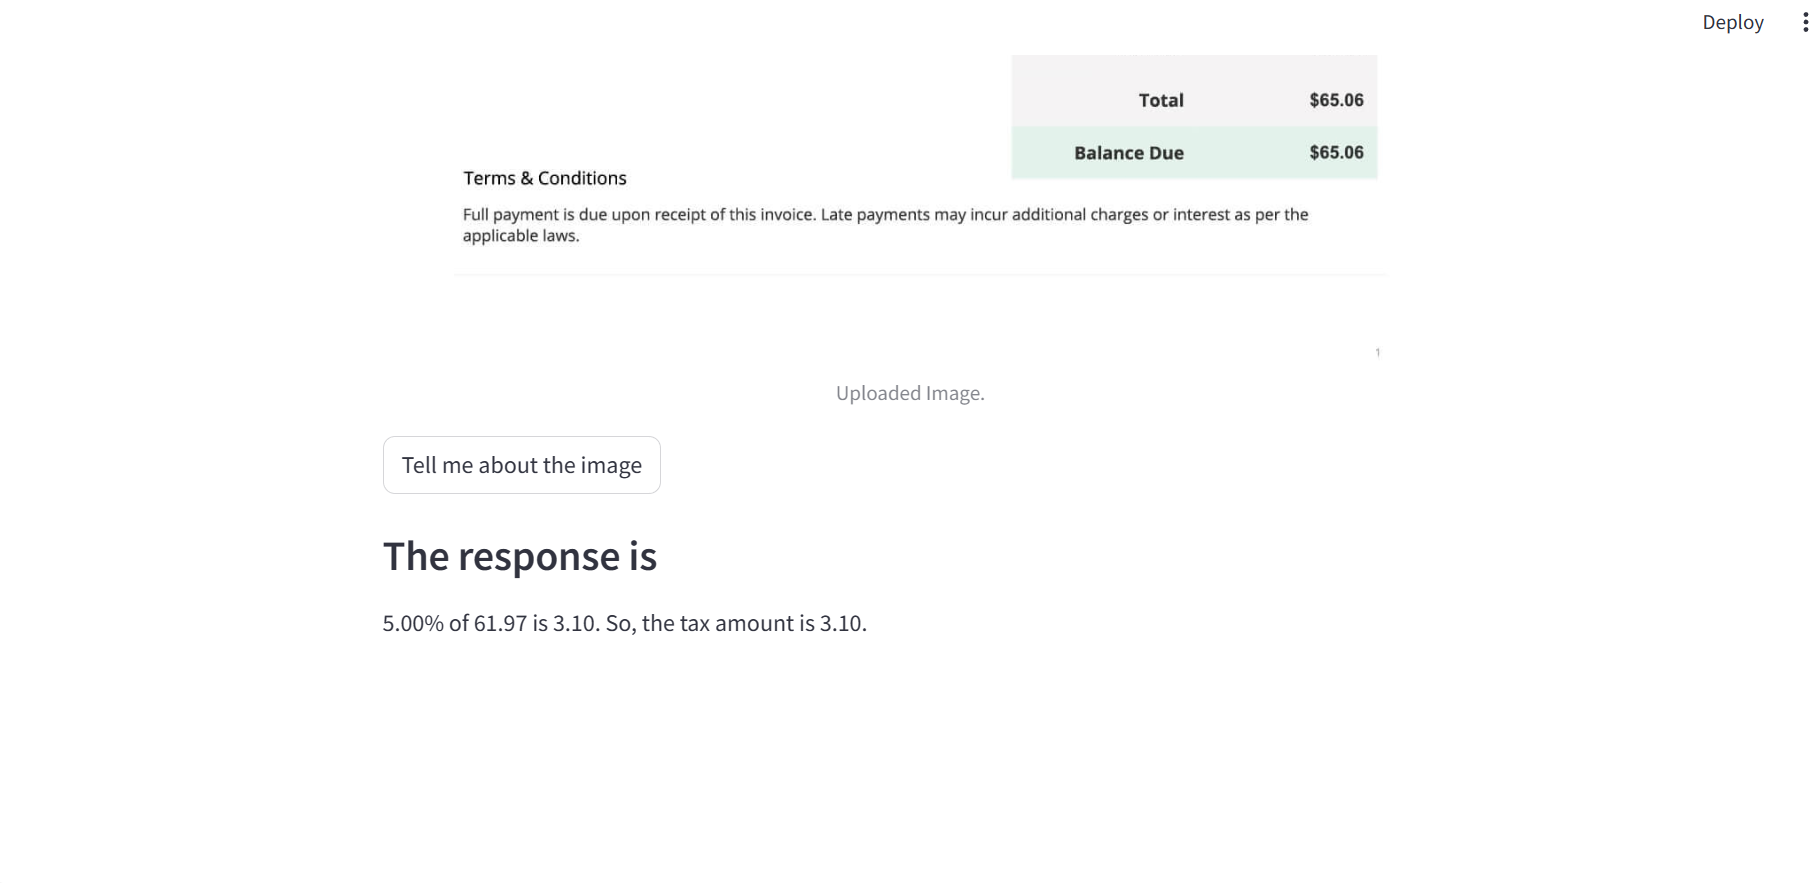 Deploy
Total $65.06
Balance Due $65.06
Terms & Conditions
Full payment is due upon receipt of this invoice. Late payments may incur additional charges or interest as per the
applicable laws.
1
Uploaded Image.
Tell me about the image
The response is
5.00% of 61.97 is 3.10. So, the tax amount is 3.10.